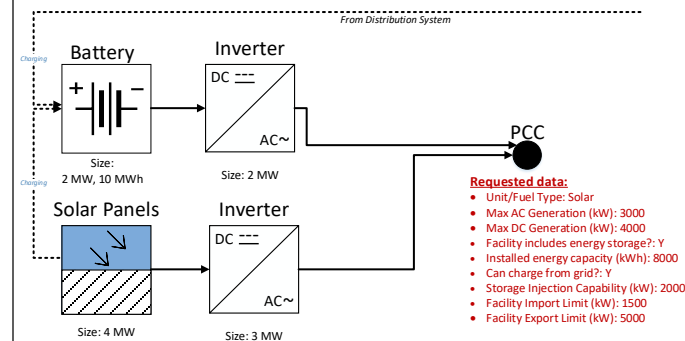 From Distribution System
Charging
Battery
Inverter
DC
+ −
AC~
PCC
Size:
2 MW, 10 MWh
Size: 2 MW
Charging
Requested data:
• Unit/Fuel Type: Solar
• Max AC Generation (kW): 3000
• Max DC Generation (kW): 4000
• Facility includes energy storage?: Y
• Installed energy capacity (kWh): 8000
• Can charge from grid?: Y
• Storage Injection Capability (kW): 2000
• Facility Import Limit (kW): 1500
• Facility Export Limit (kW): 5000
Solar Panels
Inverter
DC
AC~
Size: 4 MW
Size: 3 MW